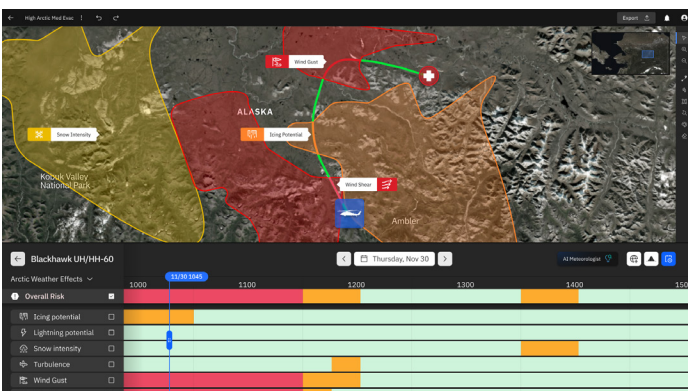 High Arctic Med Evac
Export
Wind Gust
ALASKA
Snow Intensity
Icing Potential
Kobuk Valley
National Park
Wind Shear
Ambler
Blackhawk UH/HH-60
Thursday, Nov 30
AI Meteorologist
Arctic Weather Effects
11/30 1045
1000
1100
1200
1300
1400
150
Overall Risk
Icing potential
Lightning potential
Snow intensity
Turbulence
Wind Gust